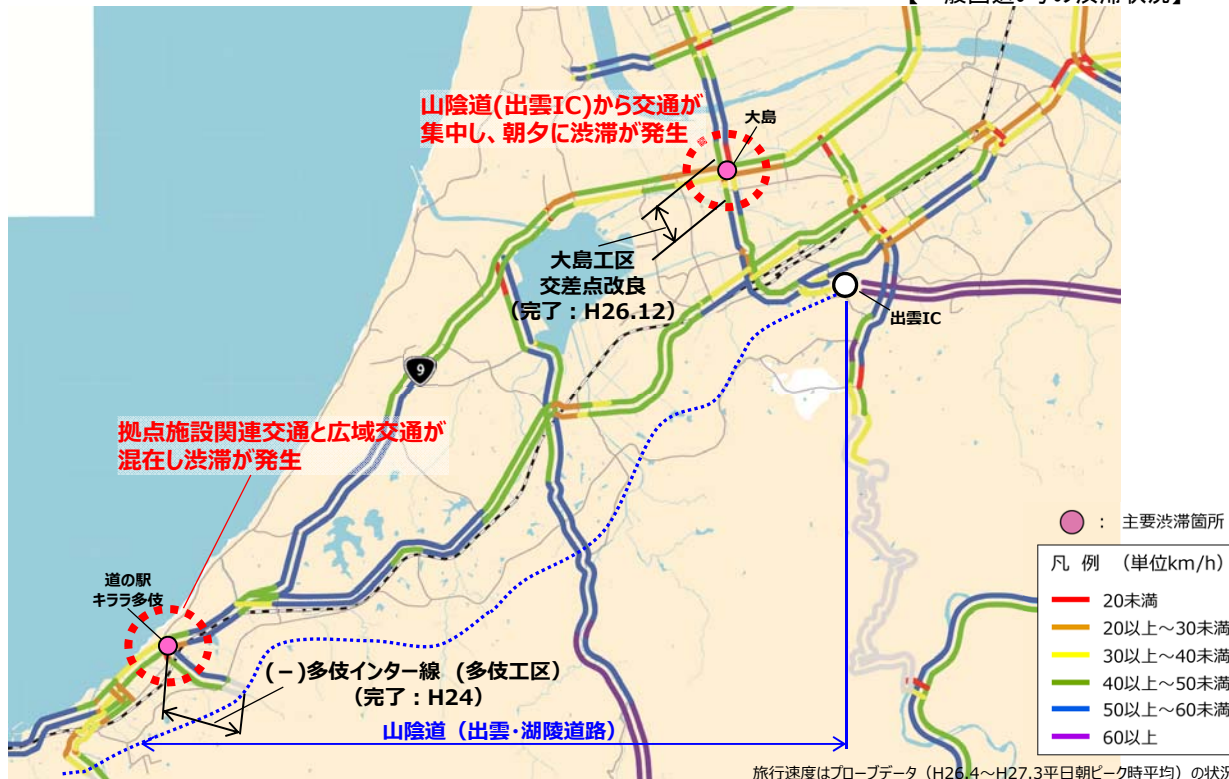 山陰道(出雲IC)から交通が
集中し、朝夕に渋滞が発生
大島
大島工区
交差点改良
(完了：H26.12)
出雲IC
9
拠点施設関連交通と広域交通が
混在し渋滞が発生
道の駅
キララ多伎
(－)多伎インター線 (多伎工区)
(完了：H24)
山陰道（出雲･湖陵道路）
： 主要渋滞箇所
凡 例 （単位km/h）
20未満
20以上～30未満
30以上～40未満
40以上～50未満
50以上～60未満
60以上
旅行速度はプローブデータ（H26.4～H27.3平日朝ピーク時平均）の状況